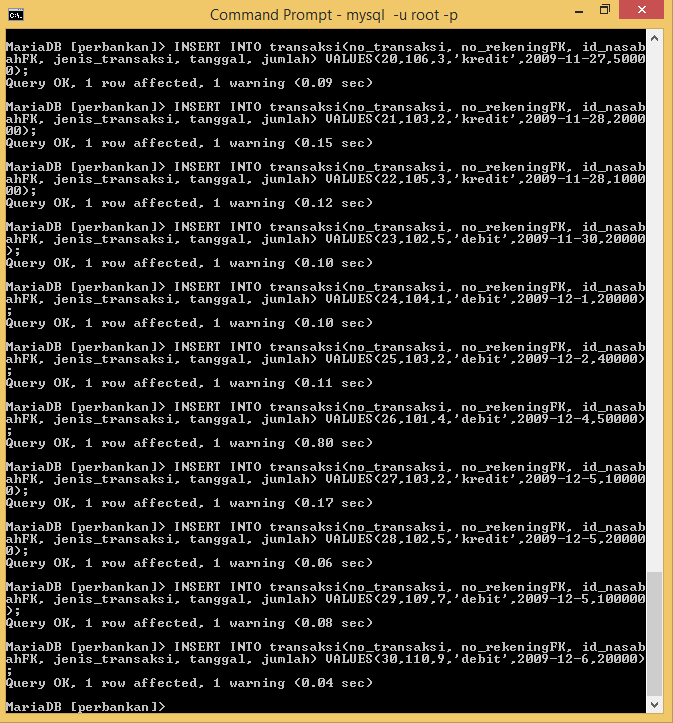 Command Prompt - mysql -u root -p
MariaDB [perbankan]> INSERT INTO transaksi(no_transaksi, no_rekeningFK, id_nasab
ahFK, jenis_transaksi, tanggal, junlah) VALUES(20,106,3,'kredit',2009-11-27,5000
0);
Query OK, 1 row affected, 1 warning (0.09 sec)
MariaDB [perbankan]> INSERT INTO transaksi(no_transaksi, no_rekeningFK, id_nasab
ahFK, jenis_transaksi, tanggal, junlah) VALUES(21,103,2,'kredit',2009-11-28,2000
00);
Query OK, 1 row affected, 1 warning (0.15 sec)
MariaDB [perbankan]> INSERT INTO transaksi(no_transaksi, no_rekeningFK, id_nasab
ahFK, jenis_transaksi, tanggal, junlah) VALUES(22,105,3,'kredit',2009-11-28,1000
00);
Query OK, 1 row affected, 1 warning (0.12 sec)
MariaDB [perbankan]> INSERT INTO transaksi(no_transaksi, no_rekeningFK, id_nasab
ahFK, jenis_transaksi, tanggal, junlah) VALUES(23,102,5,'debit',2009-11-30,20000
);
Query OK, 1 row affected, 1 warning (0.10 sec)
MariaDB [perbankan]> INSERT INTO transaksi(no_transaksi, no_rekeningFK, id_nasab
ahFK, jenis_transaksi, tanggal, junlah) VALUES(24,104,1,'debit',2009-12-1,20000)
;
Query OK, 1 row affected, 1 warning (0.10 sec)
MariaDB [perbankan]> INSERT INTO transaksi(no_transaksi, no_rekeningFK, id_nasab
ahFK, jenis_transaksi, tanggal, junlah) VALUES(25,103,2,'debit',2009-12-2,40000)
;
Query OK, 1 row affected, 1 warning (0.11 sec)
MariaDB [perbankan]> INSERT INTO transaksi(no_transaksi, no_rekeningFK, id_nasab
ahFK, jenis_transaksi, tanggal, junlah) VALUES(26,101,4,'debit',2009-12-4,50000)
;
Query OK, 1 row affected, 1 warning (0.80 sec)
MariaDB [perbankan]> INSERT INTO transaksi(no_transaksi, no_rekeningFK, id_nasab
ahFK, jenis_transaksi, tanggal, junlah) VALUES(27,103,2,'kredit',2009-12-5,10000
0);
Query OK, 1 row affected, 1 warning (0.17 sec)
MariaDB [perbankan]> INSERT INTO transaksi(no_transaksi, no_rekeningFK, id_nasab
ahFK, jenis_transaksi, tanggal, junlah) VALUES(28,102,5,'kredit',2009-12-5,20000
0);
Query OK, 1 row affected, 1 warning (0.06 sec)
MariaDB [perbankan]> INSERT INTO transaksi(no_transaksi, no_rekeningFK, id_nasab
ahFK, jenis_transaksi, tanggal, junlah) VALUES(29,109,7,'debit',2009-12-5,100000
);
Query OK, 1 row affected, 1 warning (0.08 sec)
MariaDB [perbankan]> INSERT INTO transaksi(no_transaksi, no_rekeningFK, id_nasab
ahFK, jenis_transaksi, tanggal, junlah) VALUES(30,110,9,'debit',2009-12-6,20000)
;
Query OK, 1 row affected, 1 warning (0.04 sec)
MariaDB [perbankan]>